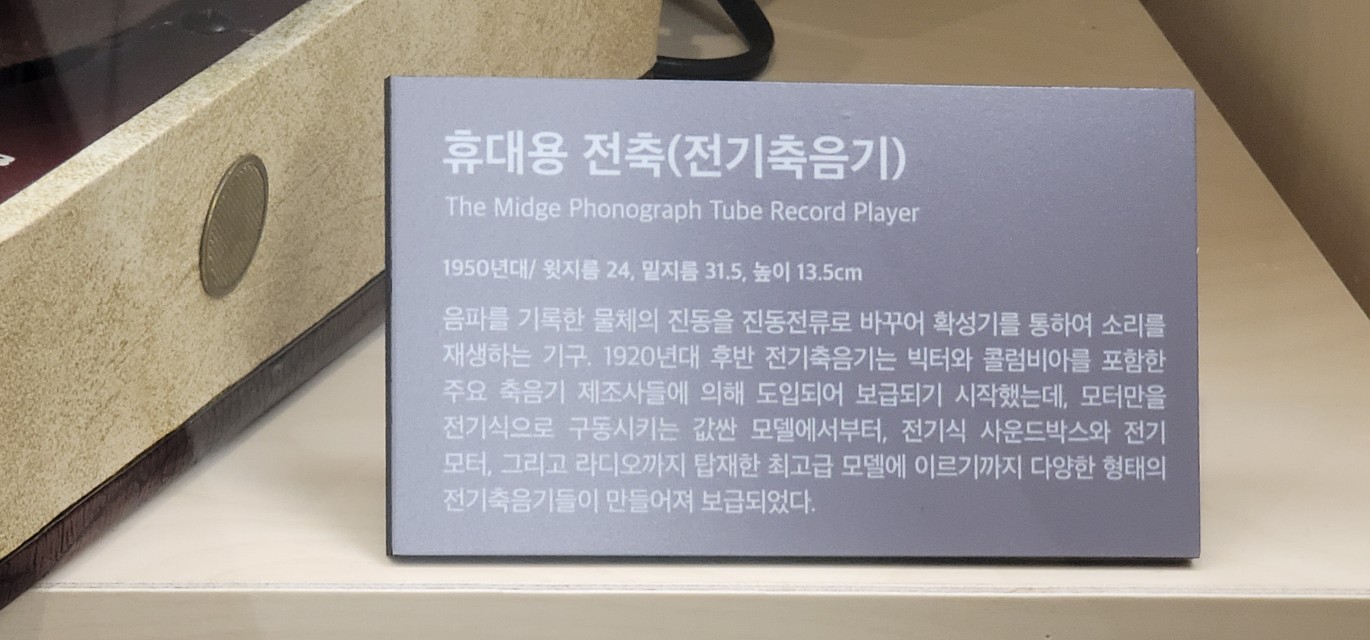 휴대용 전축(전기축음기)
The Midge Phonograph Tube Record Player
1950년대/ 윗지름 24, 밑지름 31.5, 높이 13.5cm
음파를 기록한 물체의 진동을 진동전류로 바꾸어 확성기를 통하여 소리를
재생하는 기구. 1920년대 후반 전기축음기는 빅터와 콜럼비아를 포함한
주요 축음기 제조사들에 의해 도입되어 보급되기 시작했는데, 모터만을
전기식으로 구동시키는 값싼 모델에서부터, 전기식 사운드박스와 전기
모터, 그리고 라디오까지 탑재한 최고급 모델에 이르기까지 다양한 형태의
전기축음기들이 만들어져 보급되었다.